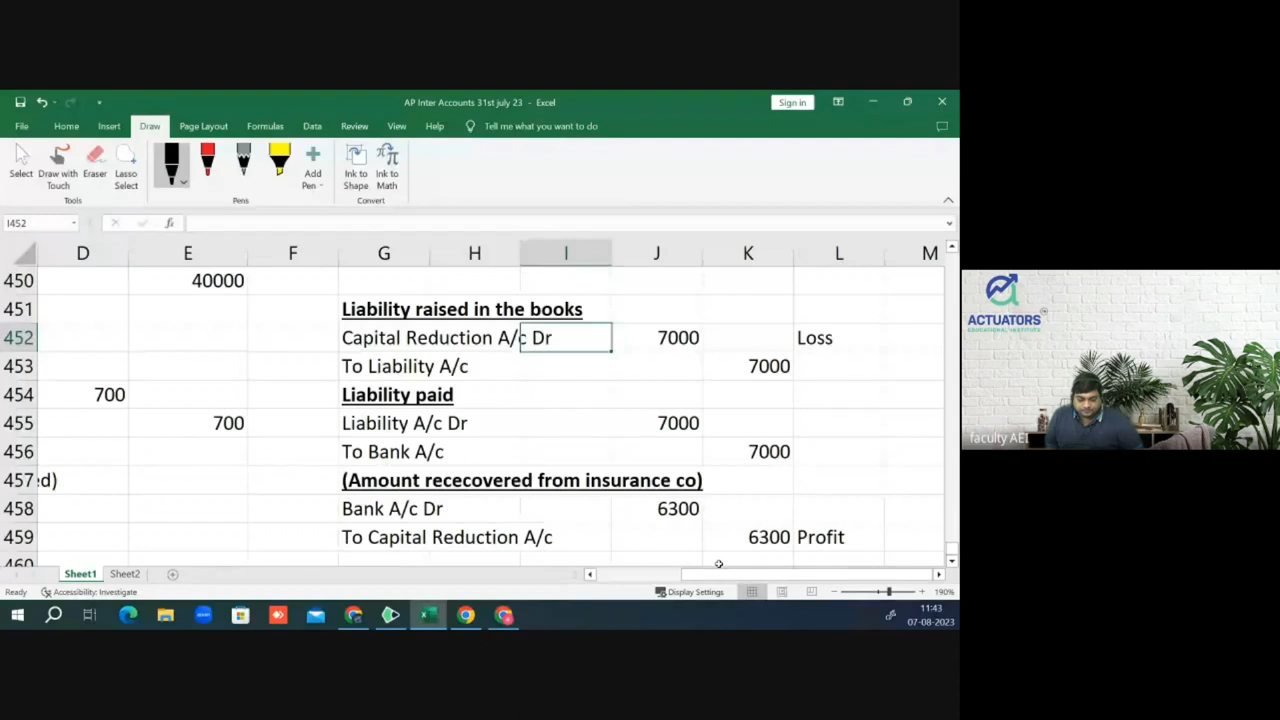 AP Inter Accounts 31st july 23 - Excel
Sign in
File Home Insert Draw Page Layout Formulas Data Review View Help Tell me what you want to do
Select Draw with Touch Eraser Lasso Select Add Pen Ink to Shape Ink to Math
Tools Pens Convert
I452 fx
D E F G H I J K L M
450 40000
451 Liability raised in the books
452 Capital Reduction A/c Dr 7000 Loss
453 To Liability A/c 7000
454 700 Liability paid
455 700 Liability A/c Dr 7000
456 To Bank A/c 7000
457 ed) (Amount rececovered from insurance co)
458 Bank A/c Dr 6300
459 To Capital Reduction A/c 6300 Profit
460
Sheet1 Sheet2
Ready Accessibility: Investigate Display Settings 190%
11:43
07-08-2023
ACTUATORS
EDUCATIONAL INSTITUTE
faculty AEI